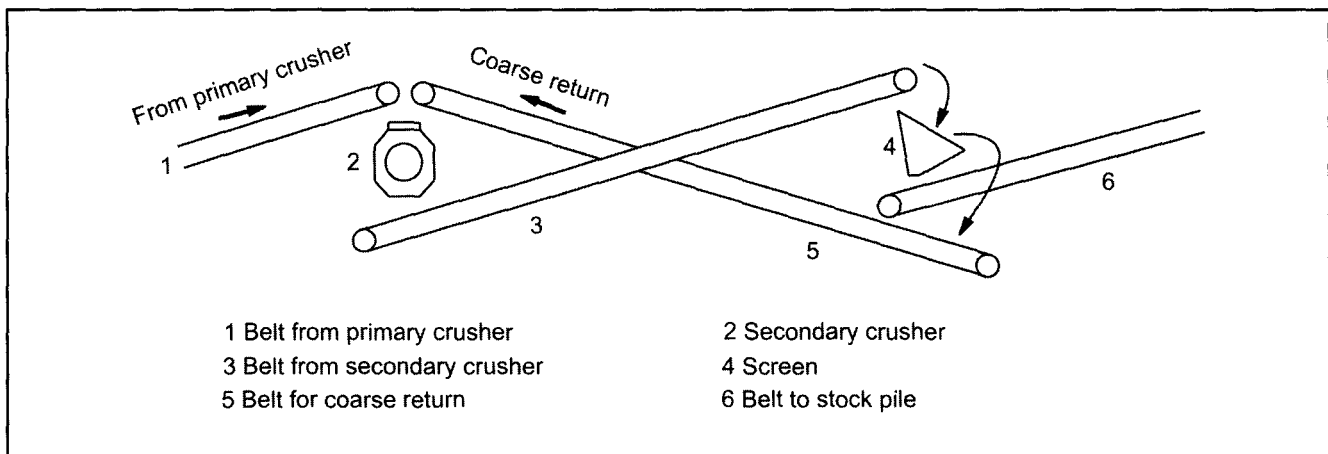 From primary crusher
Coarse return
1
2
3
4
5
6
1 Belt from primary crusher
2 Secondary crusher
3 Belt from secondary crusher
4 Screen
5 Belt for coarse return
6 Belt to stock pile